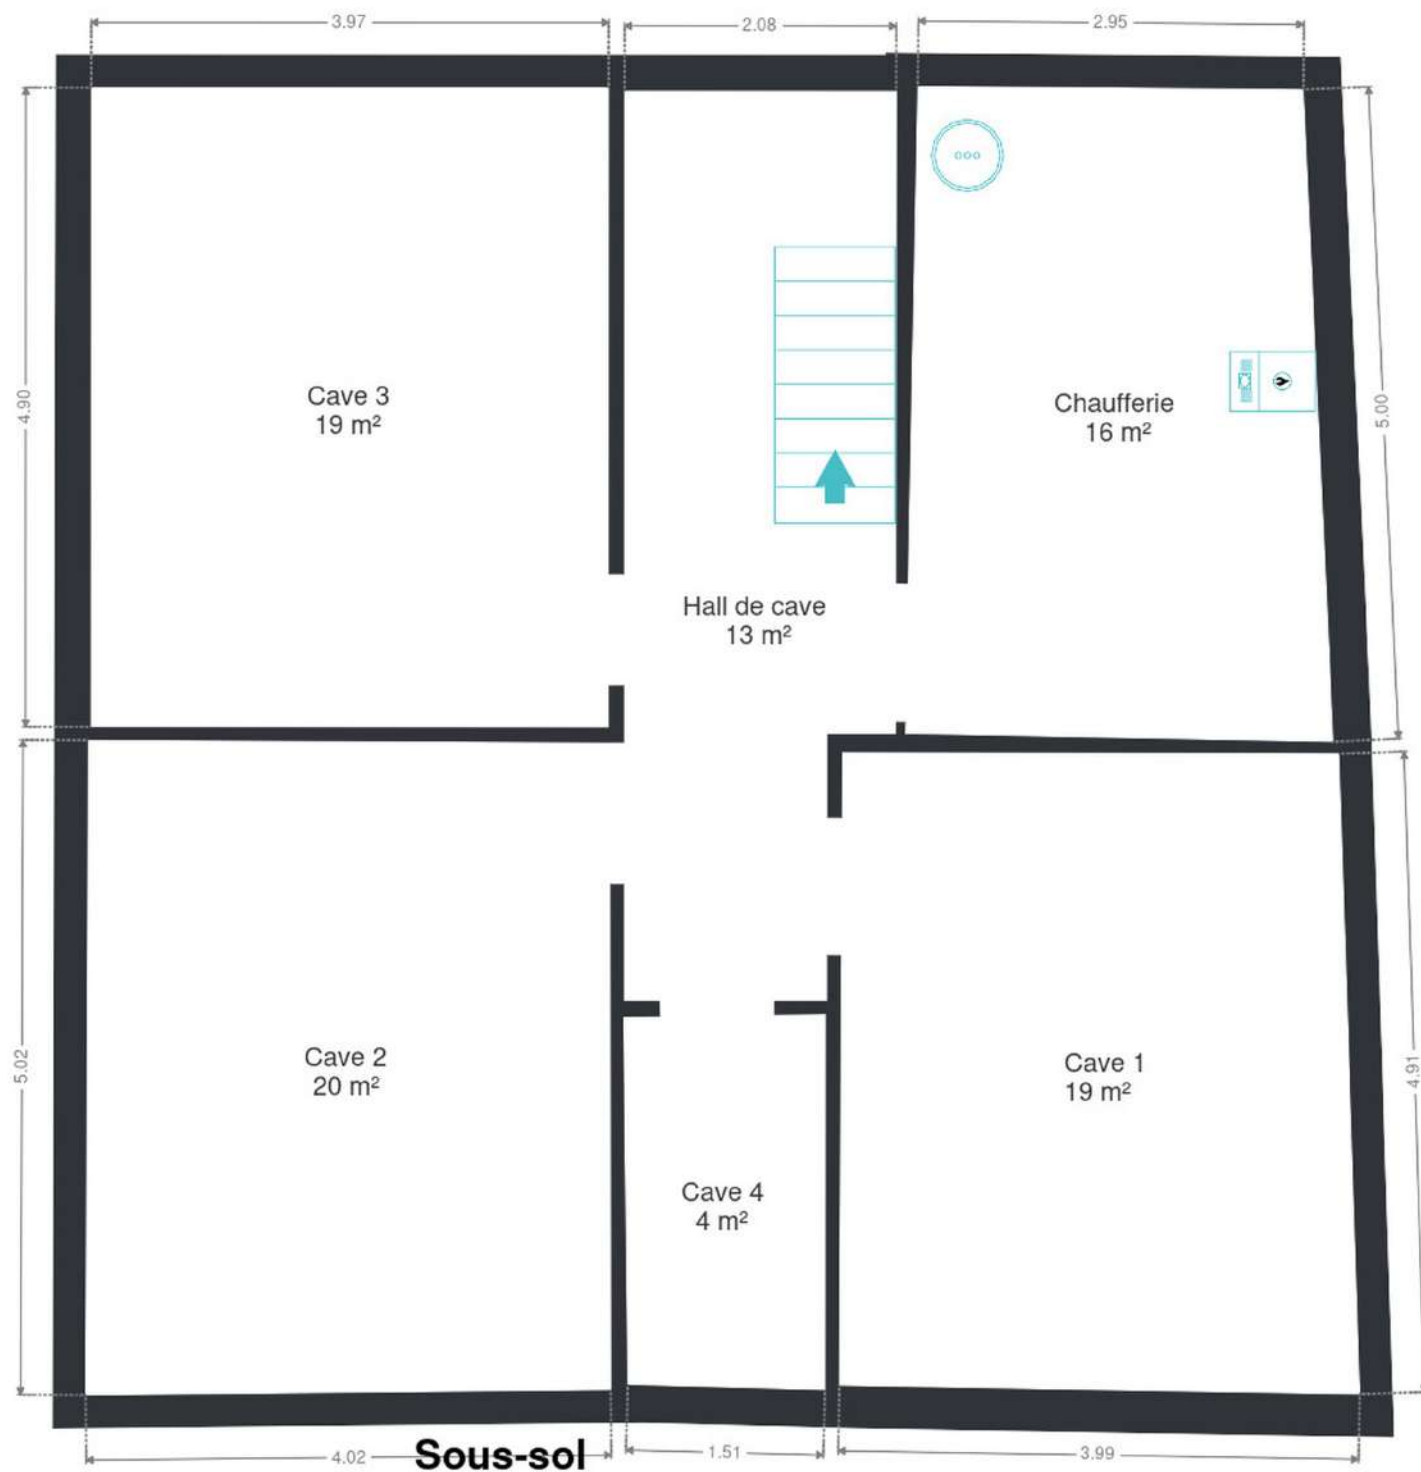 3.97
2.08
2.95
4.90
5.00
Cave 3
19 m²
Chaufferie
16 m²
Hall de cave
13 m²
5.02
4.91
Cave 2
20 m²
Cave 1
19 m²
Cave 4
4 m²
4.02
Sous-sol
1.51
3.99